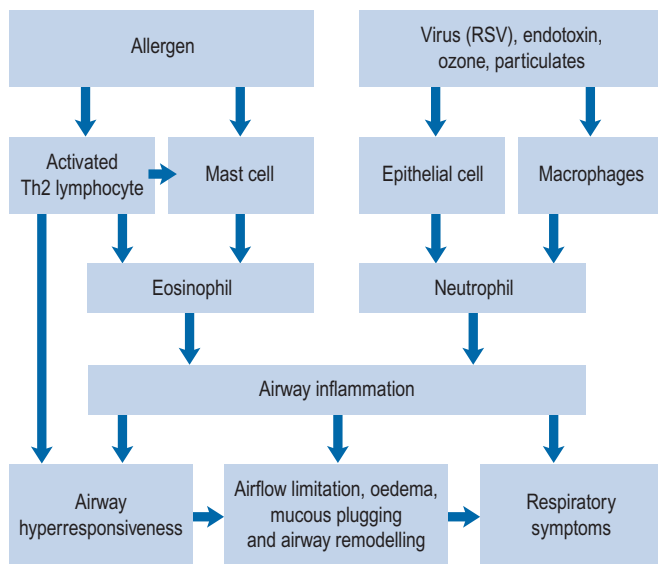 Allergen
Virus (RSV), endotoxin,
ozone, particulates
Activated
Th2 lymphocyte
Mast cell
Epithelial cell
Macrophages
Eosinophil
Neutrophil
Airway inflammation
Airway
hyperresponsiveness
Airflow limitation, oedema,
mucous plugging
and airway remodelling
Respiratory
symptoms